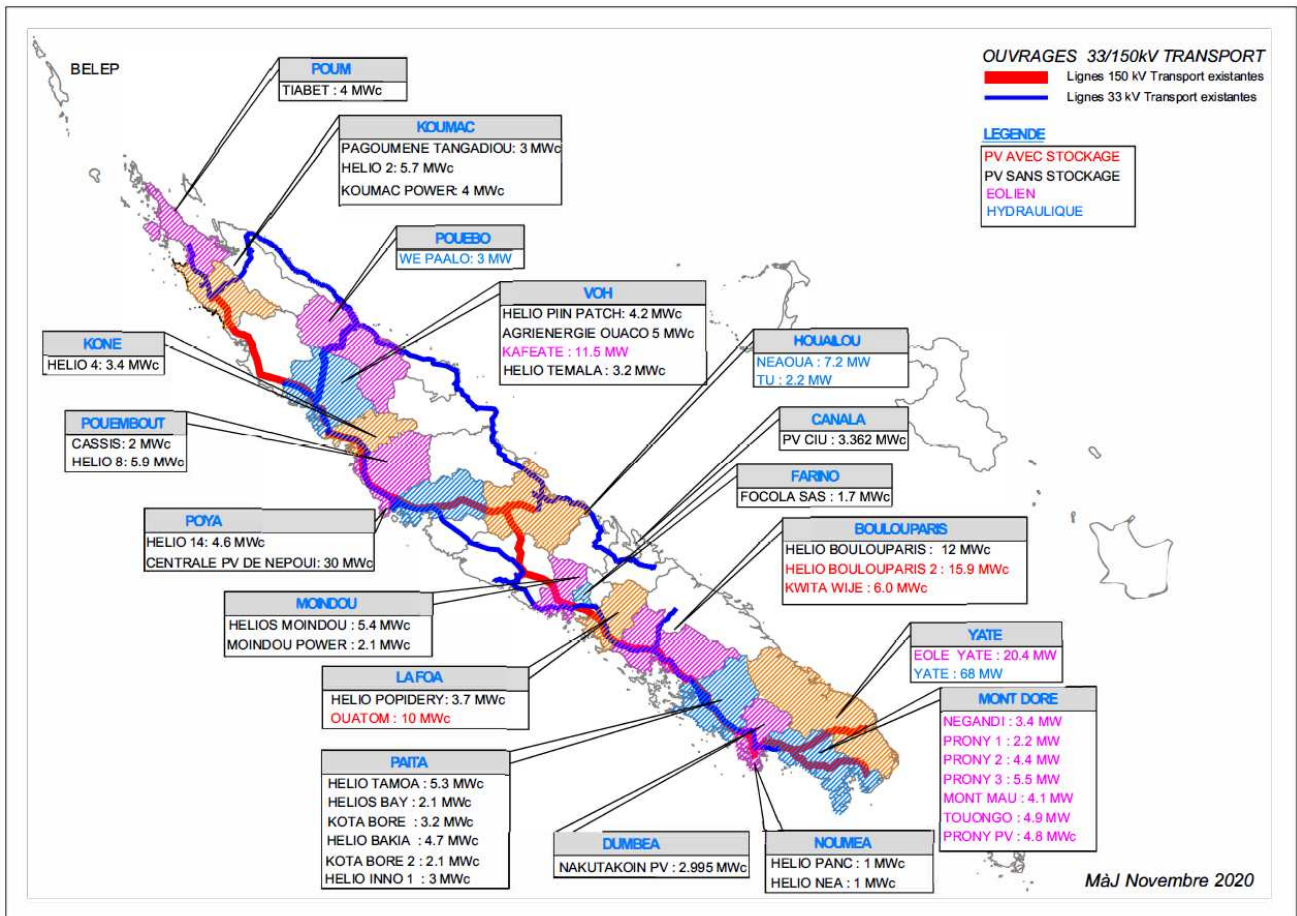 OUVRAGES 33/150kV TRANSPORT
Lignes 150 kV Transport existantes
Lignes 33 kV Transport existantes
LEGENDE
PV AVEC STOCKAGE
PV SANS STOCKAGE
EOLIEN
HYDRAULIQUE
BELEP
POUM
TIABET : 4 MWc
KOUMAC
PAGOUMENE TANGADIOU: 3 MWc
HELIO 2: 5.7 MWc
KOUMAC POWER: 4 MWc
POUEBO
WE PAALO: 3 MW
VOH
HELIO PIIN PATCH: 4.2 MWc
AGRIENERGIE OUACO 5 MWc
KAFEATE : 11.5 MW
HELIO TEMALA : 3.2 MWc
HOUAILOU
NEAOUA : 7.2 MW
TU : 2.2 MW
KONE
HELIO 4: 3.4 MWc
CANALA
PV CIU : 3.362 MWc
POUEMBOUT
CASSIS: 2 MWc
HELIO 8: 5.9 MWc
FARINO
FOCOLA SAS : 1.7 MWc
POYA
HELIO 14: 4.6 MWc
CENTRALE PV DE NEPOUI: 30 MWc
BOULOUPARIS
HELIO BOULOUPARIS : 12 MWc
HELIO BOULOUPARIS 2 : 15.9 MWc
KWITA WIJE : 6.0 MWc
MOINDOU
HELIOS MOINDOU : 5.4 MWc
MOINDOU POWER : 2.1 MWc
YATE
EOLE YATE : 20.4 MW
YATE : 68 MW
LA FOA
HELIO POPIDERY: 3.7 MWc
OUATOM : 10 MWc
MONT DORE
NEGANDI : 3.4 MW
PRONY 1 : 2.2 MW
PRONY 2 : 4.4 MW
PRONY 3 : 5.5 MW
MONT MAU : 4.1 MW
TOUONGO : 4.9 MW
PRONY PV : 4.8 MWc
PAITA
HELIO TAMOA : 5.3 MWc
HELIOS BAY : 2.1 MWc
KOTA BORE : 3.2 MWc
HELIO BAKIA : 4.7 MWc
KOTA BORE 2 : 2.1 MWc
HELIO INNO 1 : 3 MWc
DUMBEA
NAKUTAKOIN PV : 2.995 MWc
NOUMEA
HELIO PANC : 1 MWc
HELIO NEA : 1 MWc
MàJ Novembre 2020